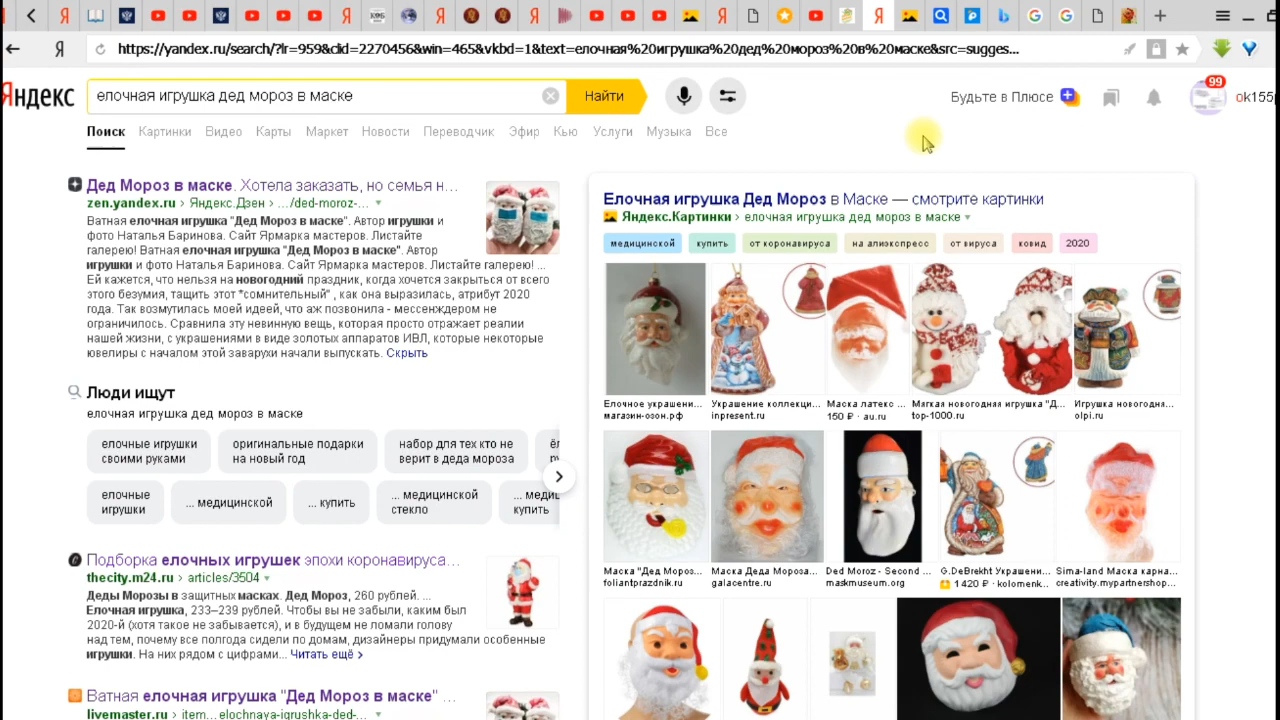 https://yandex.ru/search/?lr=959&clid=2270456&win=465&vkbd=1&text=елочная%20игрушка%20дед%20мороз%20в%20маске&src=sugges...
Яндекс
елочная игрушка дед мороз в маске
Найти
Будьте в Плюсе
99
ok155p
Поиск Картинки Видео Карты Маркет Новости Переводчик Эфир Кью Услуги Музыка Все
Дед Мороз в маске. Хотела заказать, но семья н...
zen.yandex.ru › Яндекс.Дзен › .../ded-moroz-...
Ватная елочная игрушка "Дед Мороз в маске". Автор игрушки и
фото Наталья Баринова. Сайт Ярмарка мастеров. Листайте
галерею! Ватная елочная игрушка "Дед Мороз в маске". Автор
игрушки и фото Наталья Баринова. Сайт Ярмарка мастеров. Листайте галерею! ...
Ей кажется, что нельзя на новогодний праздник, когда хочется закрыться от всего
этого безумия, тащить этот "сомнительный" , как она выразилась, атрибут 2020
года. Так возмутилась моей идеей, что аж позвонила - мессенджером не
ограничилось. Сравнила эту невинную вещь, которая просто отражает реалии
нашей жизни, с украшениями в виде золотых аппаратов ИВЛ, которые некоторые
ювелиры с началом этой заварухи начали выпускать. Скрыть
Люди ищут
елочная игрушка дед мороз в маске
елочные игрушки
своими руками
оригинальные подарки
на новый год
набор для тех кто не
верит в деда мороза
елочные
игрушки
... медицинской
... купить
... медицинской
стекло
... меди
купить
Подборка елочных игрушек эпохи коронавируса...
thecity.m24.ru › articles/3504
Деды Морозы в защитных масках. Дед Мороз, 260 рублей. ...
Елочная игрушка, 233–239 рублей. Чтобы вы не забыли, каким был
2020-й (хотя такое не забывается), и в будущем не ломали голову
над тем, почему все полгода сидели по домам, дизайнеры придумали особенные
игрушки. На них рядом с цифрами... Читать ещё ›
Ватная елочная игрушка "Дед Мороз в маске" ...
livemaster.ru › item...elochnaya-igrushka-ded-...
Елочная игрушка Дед Мороз в Маске — смотрите картинки
Яндекс.Картинки › елочная игрушка дед мороз в маске
медицинской купить от коронавируса на алиэкспресс от вируса ковид 2020
Елочное украшени...
магазин-озон.рф
Украшение коллекци...
inpresent.ru
Маска латекс ...
150 ₽ · au.ru
Мягкая новогодняя игрушка "Д...
top-1000.ru
Игрушка новогодня...
olpi.ru
Маска "Дед Мороз...
foliantprazdnik.ru
Маска Деда Мороза...
galacentre.ru
Ded Moroz - Second ...
maskmuseum.org
G.DeBrekht Украшени...
1 420 ₽ · kolomenk...
Sima-land Маска карна...
creativity.mypartnershop...